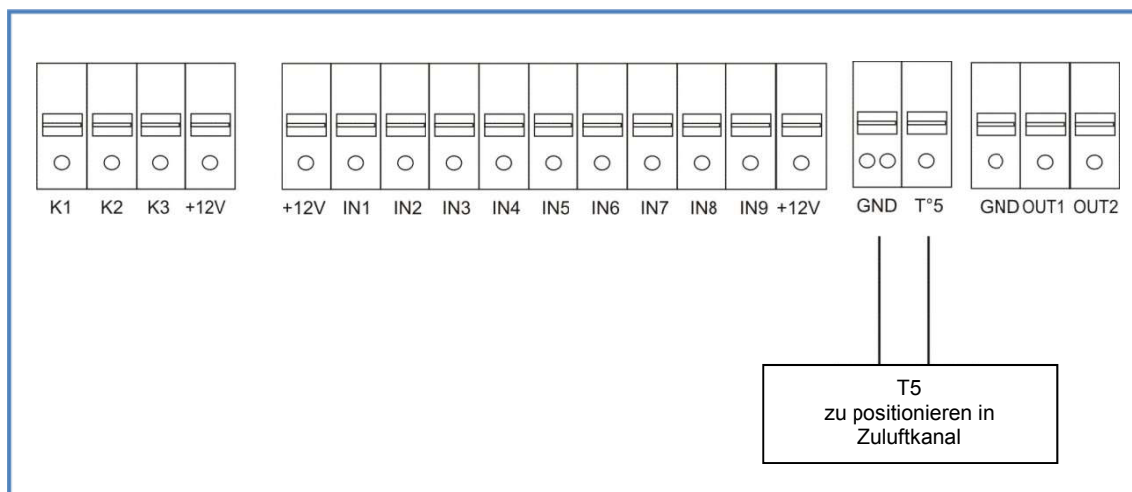 K1 K2 K3 +12V +12V IN1 IN2 IN3 IN4 IN5 IN6 IN7 IN8 IN9 +12V GND T°5 GND OUT1 OUT2
T5
zu positionieren in
Zuluftkanal